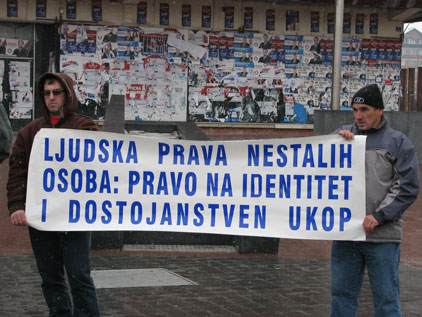 LJUDSKA PRAVA NESTALIH
OSOBA: PRAVO NA IDENTITET
I DOSTOJANSTVEN UKOP